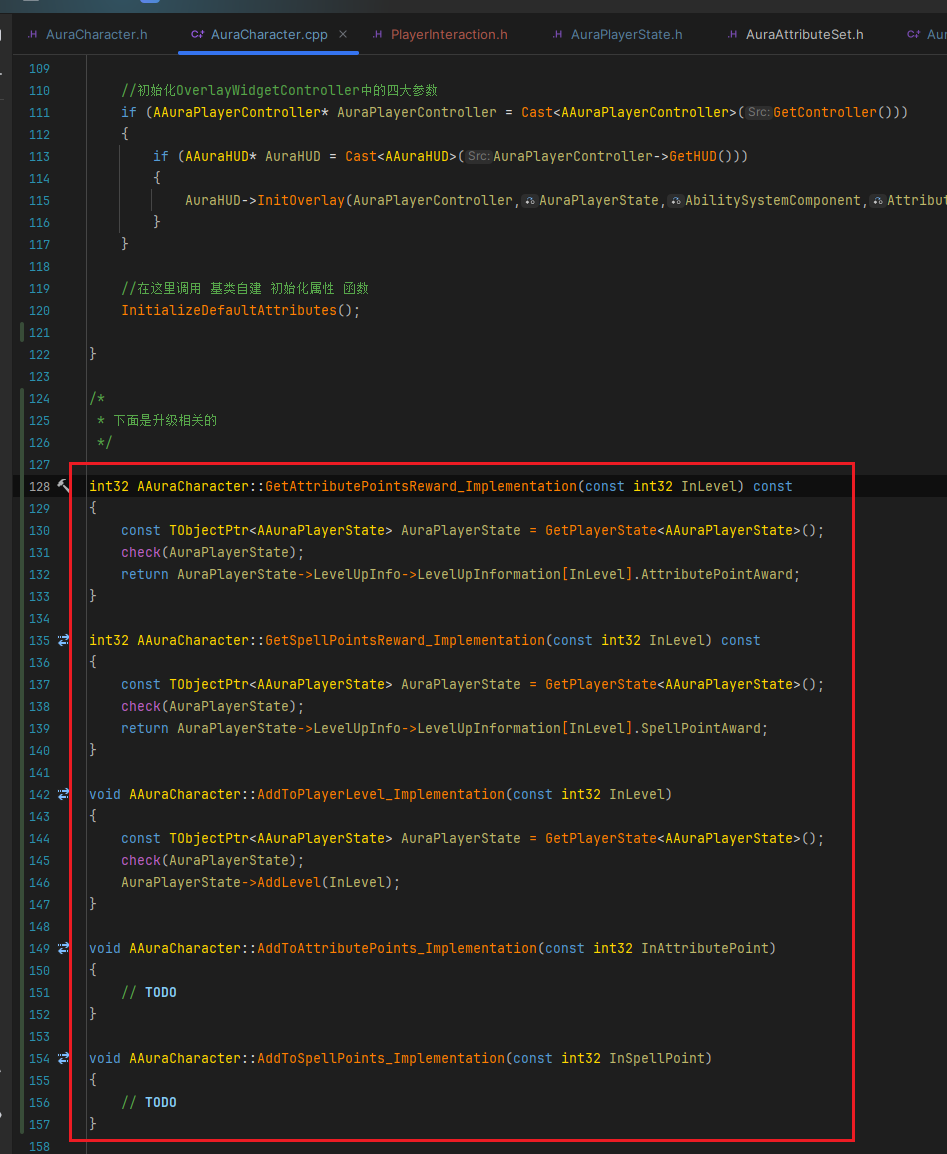 AuraCharacter.h AuraCharacter.cpp PlayerInteraction.h AuraPlayerState.h AuraAttributeSet.h
109
110 //初始化OverlayWidgetController中的四大参数
111 if (AAuraPlayerController* AuraPlayerController = Cast<AAuraPlayerController>(Src:GetController()))
112 {
113 if (AAuraHUD* AuraHUD = Cast<AAuraHUD>(Src:AuraPlayerController->GetHUD()))
114 {
115 AuraHUD->InitOverlay(AuraPlayerController,AuraPlayerState,AbilitySystemComponent,Attribut
116 }
117 }
118
119 //在这里调用 基类自建 初始化属性 函数
120 InitializeDefaultAttributes();
121
122 }
123
124 /*
125 * 下面是升级相关的
126 */
127
128 int32 AAuraCharacter::GetAttributePointsReward_Implementation(const int32 InLevel) const
129 {
130 const TObjectPtr<AAuraPlayerState> AuraPlayerState = GetPlayerState<AAuraPlayerState>();
131 check(AuraPlayerState);
132 return AuraPlayerState->LevelUpInfo->LevelUpInformation[InLevel].AttributePointAward;
133 }
134
135 int32 AAuraCharacter::GetSpellPointsReward_Implementation(const int32 InLevel) const
136 {
137 const TObjectPtr<AAuraPlayerState> AuraPlayerState = GetPlayerState<AAuraPlayerState>();
138 check(AuraPlayerState);
139 return AuraPlayerState->LevelUpInfo->LevelUpInformation[InLevel].SpellPointAward;
140 }
141
142 void AAuraCharacter::AddToPlayerLevel_Implementation(const int32 InLevel)
143 {
144 const TObjectPtr<AAuraPlayerState> AuraPlayerState = GetPlayerState<AAuraPlayerState>();
145 check(AuraPlayerState);
146 AuraPlayerState->AddLevel(InLevel);
147 }
148
149 void AAuraCharacter::AddToAttributePoints_Implementation(const int32 InAttributePoint)
150 {
151 // TODO
152 }
153
154 void AAuraCharacter::AddToSpellPoints_Implementation(const int32 InSpellPoint)
155 {
156 // TODO
157 }
158